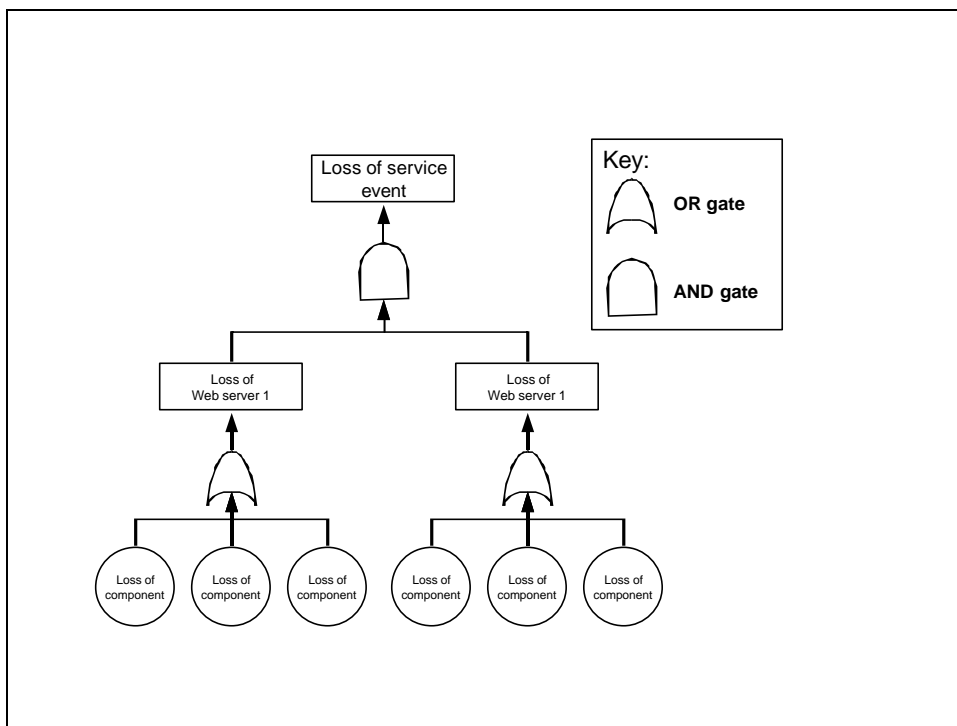 Loss of service
event
Key:
OR gate
AND gate
Loss of
Web server 1
Loss of
Web server 1
Loss of
component
Loss of
component
Loss of
component
Loss of
component
Loss of
component
Loss of
component